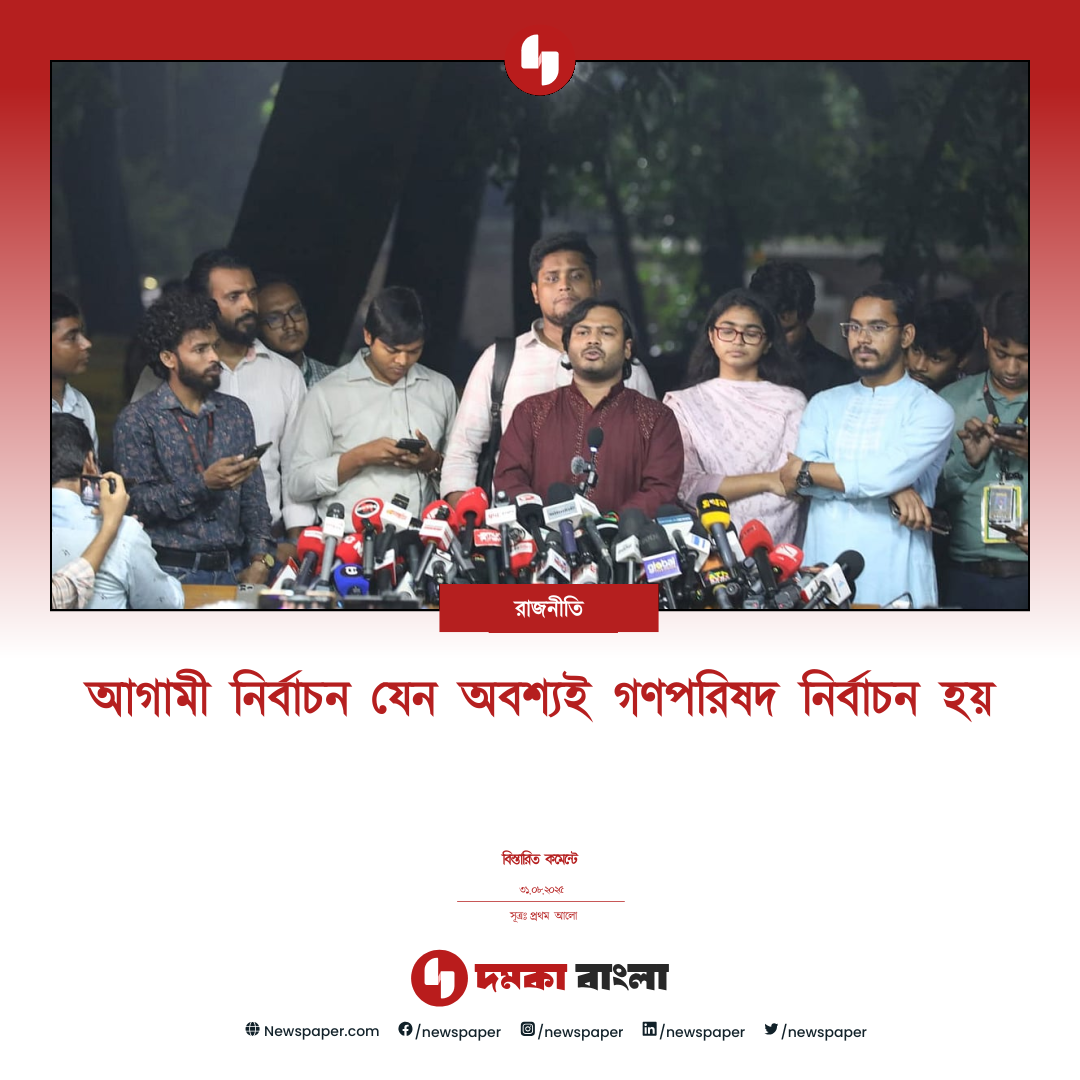 রাজনীতি
আগামী নির্বাচন যেন অবশ্যই গণপরিষদ নির্বাচন হয়
বিস্তারিত কমেন্টে
৩১.০৮.২০২৫
সূত্রঃ প্রথম আলো
দমকা বাংলা
Newspaper.com /newspaper /newspaper /newspaper /newspaper